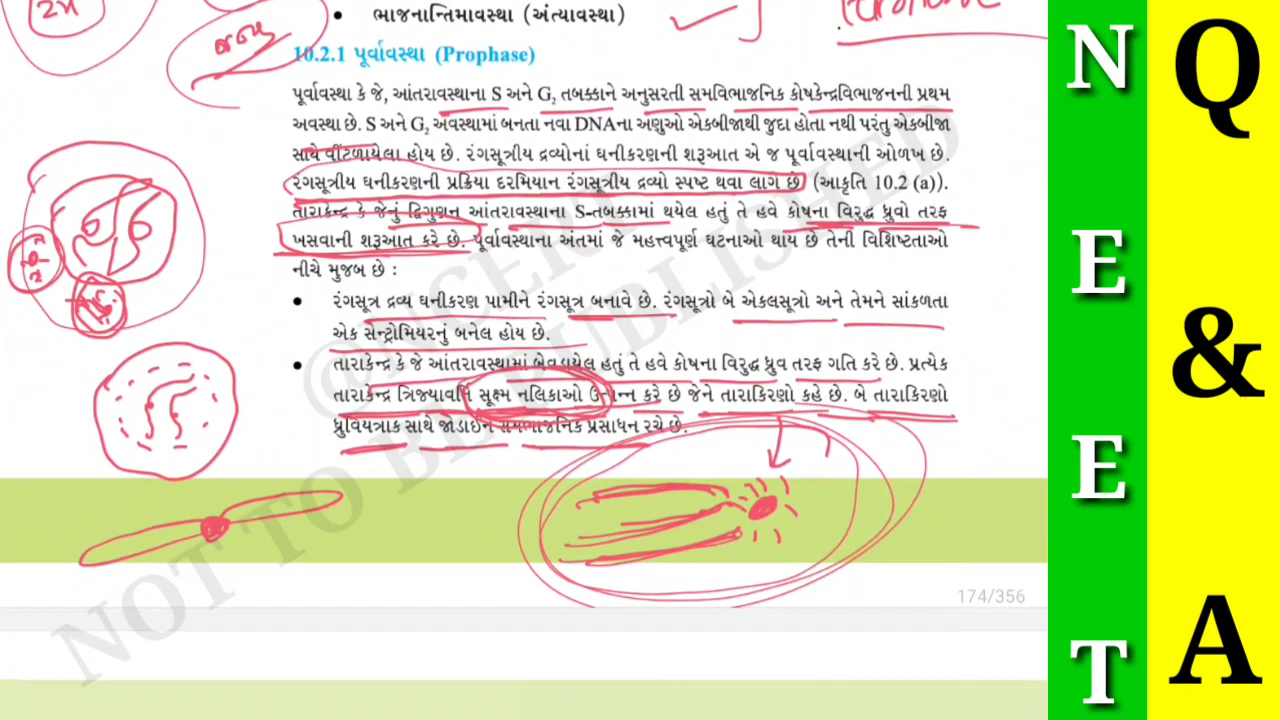 ભાજનાન્તિમાવસ્થા (અંત્યાવસ્થા)
10.2.1 પૂર્વાવસ્થા (Prophase)
પૂર્વાવસ્થા કે જે, આંતરાવસ્થાના S અને G₂ તબક્કાને અનુસરતી સમવિભાજનિક કોષકેન્દ્રવિભાજનની પ્રથમ
અવસ્થા છે. S અને G₂ અવસ્થામાં બનતા નવા DNAના અણુઓ એકબીજાથી જુદા હોતા નથી પરંતુ એકબીજા
સાથે વીંટળાયેલા હોય છે. રંગસૂત્રીય દ્રવ્યોનાં ઘનીકરણની શરૂઆત એ જ પૂર્વાવસ્થાની ઓળખ છે.
રંગસૂત્રીય ઘનીકરણની પ્રક્રિયા દરમિયાન રંગસૂત્રીય દ્રવ્યો સ્પષ્ટ થવા લાગે છે (આકૃતિ 10.2 (a)).
તારાકેન્દ્ર કે જેનું દ્વિગુણન આંતરાવસ્થાના S-તબક્કામાં થયેલ હતું તે હવે કોષના વિરુદ્ધ ધ્રુવો તરફ
ખસવાની શરૂઆત કરે છે. પૂર્વાવસ્થાના અંતમાં જે મહત્ત્વપૂર્ણ ઘટનાઓ થાય છે તેની વિશિષ્ટતાઓ
નીચે મુજબ છે :
રંગસૂત્ર દ્રવ્ય ઘનીકરણ પામીને રંગસૂત્ર બનાવે છે. રંગસૂત્રો બે એકલસૂત્રો અને તેમને સાંકળતા
એક સેન્ટ્રોમિયરનું બનેલ હોય છે.
તારાકેન્દ્ર કે જે આંતરાવસ્થામાં બેવડાયેલ હતું તે હવે કોષના વિરુદ્ધ ધ્રુવ તરફ ગતિ કરે છે. પ્રત્યેક
તારાકેન્દ્ર ત્રિજ્યાવર્તિ સૂક્ષ્મ નલિકાઓ ઉત્પન્ન કરે છે જેને તારાકિરણો કહે છે. બે તારાકિરણો
ધ્રુવિયત્રાક સાથે જોડાઈને સમભાજનિક પ્રસાધન રચે છે.
174/356
©NCERT
NOT TO BE REPUBLISHED
NEET
Q&A